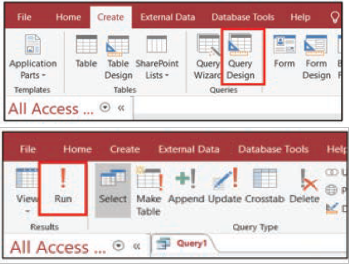 File Home Create External Data Database Tools Help
Application Parts Table Table Design SharePoint Lists Query Wizard Query Design Form Form Design
Templates Tables Queries
All Access ... «
File Home Create External Data Database Tools Help
View Run Select Make Table Append Update Crosstab Delete
Results Query Type
All Access ... « Query1